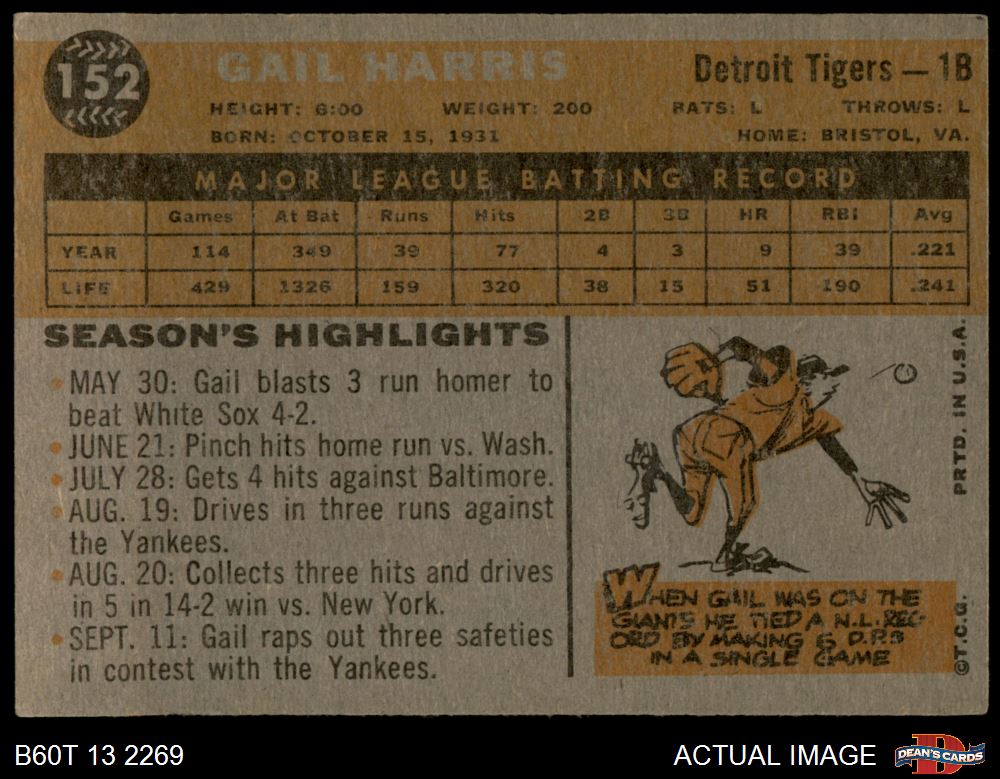 152
GAIL HARRIS
Detroit Tigers — 1B
HEIGHT: 6:00 WEIGHT: 200 BATS: L THROWS: L
BORN: OCTOBER 15, 1931 HOME: BRISTOL, VA.
MAJOR LEAGUE BATTING RECORD
Games At Bat Runs Hits 2B 3B HR RBI Avg
YEAR 114 349 39 77 4 3 9 39 .221
LIFE 429 1326 159 320 38 15 51 190 .241
SEASON'S HIGHLIGHTS
• MAY 30: Gail blasts 3 run homer to
beat White Sox 4-2.
• JUNE 21: Pinch hits home run vs. Wash.
• JULY 28: Gets 4 hits against Baltimore.
• AUG. 19: Drives in three runs against
the Yankees.
• AUG. 20: Collects three hits and drives
in 5 in 14-2 win vs. New York.
• SEPT. 11: Gail raps out three safeties
in contest with the Yankees.
WHEN GAIL WAS ON THE
GIANTS HE TIED A N.L. REC-
ORD BY MAKING 6 D.P.'S
IN A SINGLE GAME
©T.C.G. PRTD. IN U.S.A.
B60T 13 2269
ACTUAL IMAGE
DEAN'S CARDS